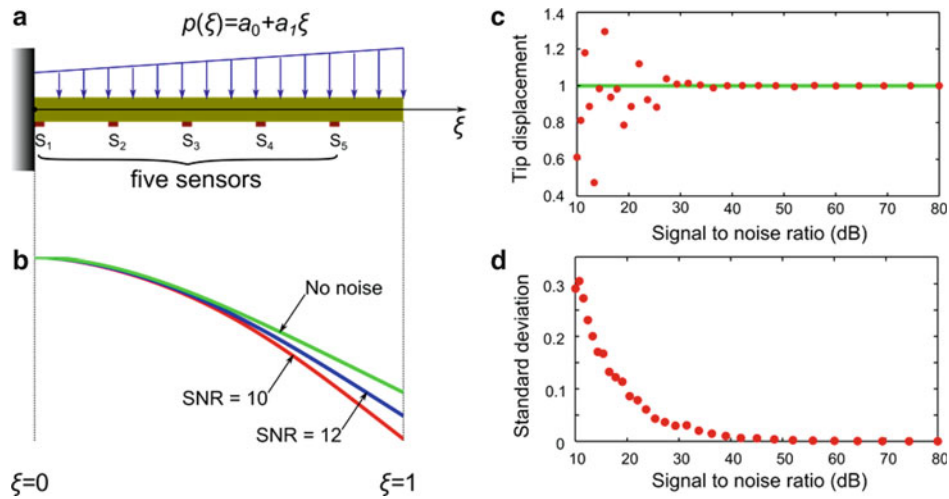 a
p(ξ)=a₀+a₁ξ
ξ
S₁ S₂ S₃ S₄ S₅
five sensors
b
No noise
SNR = 10
SNR = 12
ξ=0 ξ=1
c
Tip displacement
1.4
1.2
1
0.8
0.6
0.4
10 20 30 40 50 60 70 80
Signal to noise ratio (dB)
d
Standard deviation
0.3
0.2
0.1
0
10 20 30 40 50 60 70 80
Signal to noise ratio (dB)